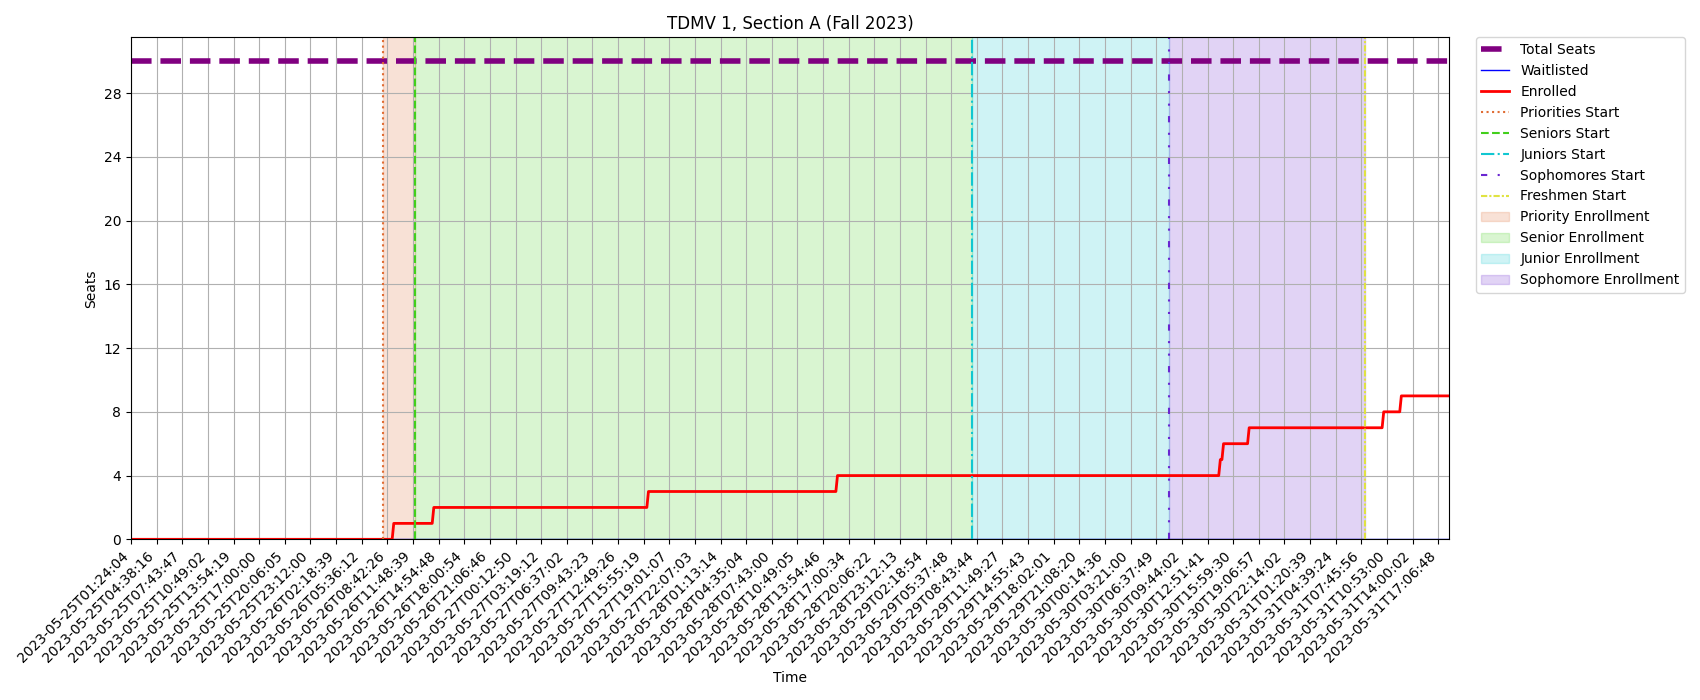 TDMV 1, Section A (Fall 2023)
Total Seats
Waitlisted
Enrolled
Priorities Start
Seniors Start
Juniors Start
Sophomores Start
Freshmen Start
Priority Enrollment
Senior Enrollment
Junior Enrollment
Sophomore Enrollment
Seats
28
24
20
16
12
8
4
0
2023-05-25T01:24:04
2023-05-25T04:38:16
2023-05-25T07:43:47
2023-05-25T10:49:02
2023-05-25T13:54:19
2023-05-25T17:00:00
2023-05-25T20:06:05
2023-05-25T23:12:00
2023-05-26T02:18:39
2023-05-26T05:36:12
2023-05-26T08:42:26
2023-05-26T11:48:39
2023-05-26T14:54:48
2023-05-26T18:00:54
2023-05-26T21:06:46
2023-05-27T00:12:50
2023-05-27T03:19:12
2023-05-27T06:37:02
2023-05-27T09:43:23
2023-05-27T12:49:26
2023-05-27T15:55:19
2023-05-27T19:01:07
2023-05-27T22:07:03
2023-05-28T01:13:14
2023-05-28T04:35:04
2023-05-28T07:43:00
2023-05-28T10:49:05
2023-05-28T13:54:46
2023-05-28T17:00:34
2023-05-28T20:06:22
2023-05-28T23:12:13
2023-05-29T02:18:54
2023-05-29T05:37:48
2023-05-29T08:43:44
2023-05-29T11:49:27
2023-05-29T14:55:43
2023-05-29T18:02:01
2023-05-29T21:08:20
2023-05-30T00:14:36
2023-05-30T03:21:00
2023-05-30T06:37:49
2023-05-30T09:44:02
2023-05-30T12:51:41
2023-05-30T15:59:30
2023-05-30T19:06:57
2023-05-30T22:14:02
2023-05-31T01:20:39
2023-05-31T04:39:24
2023-05-31T07:45:56
2023-05-31T10:53:00
2023-05-31T14:00:02
2023-05-31T17:06:48
Time